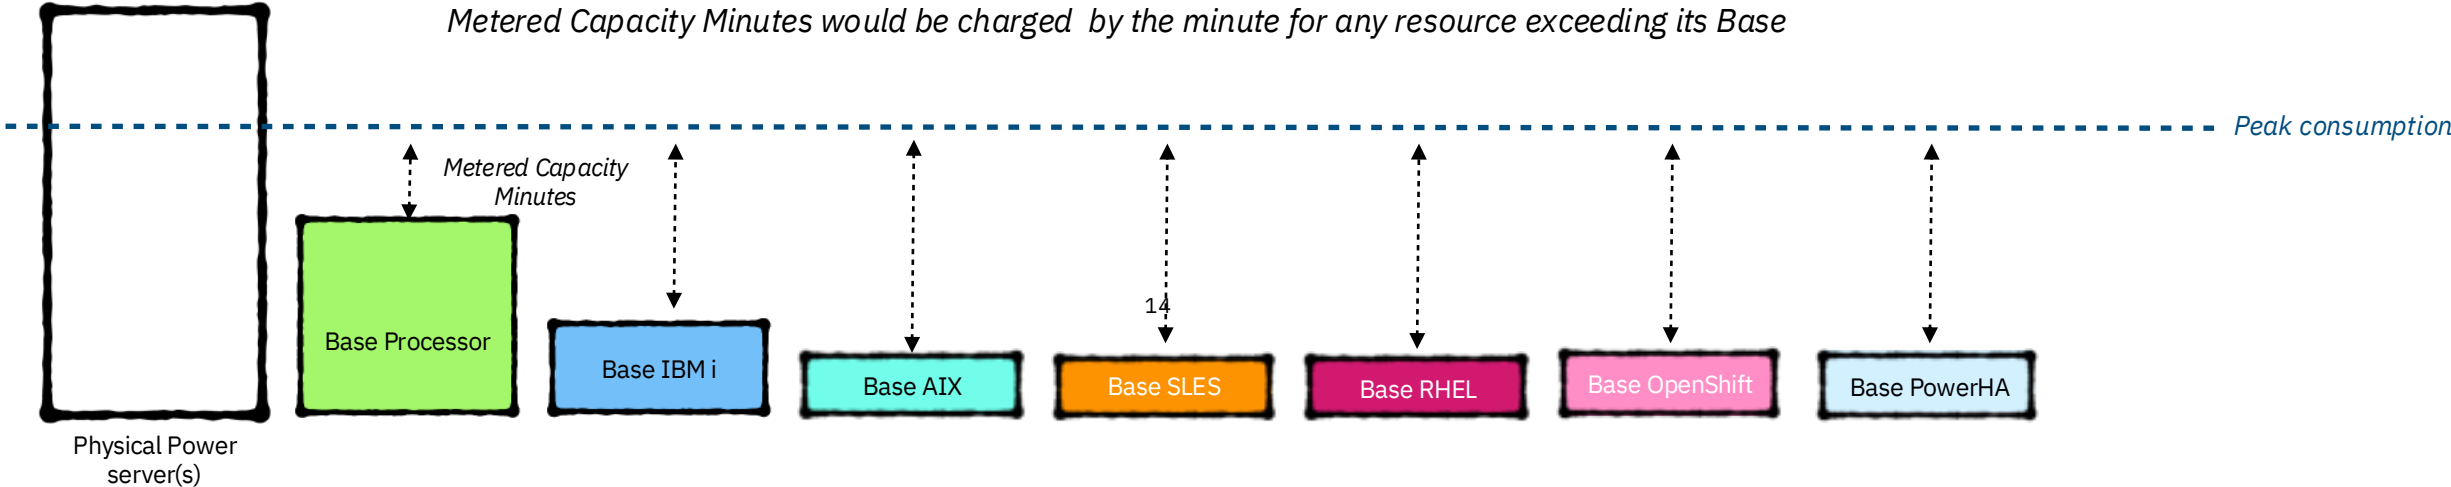 Metered Capacity Minutes would be charged  by the minute for any resource exceeding its Base
Peak consumption
Metered Capacity
Minutes
14
Base Processor
Base IBM i
Base AIX
Base SLES
Base RHEL
Base OpenShift
Base PowerHA
Physical Power
server(s)